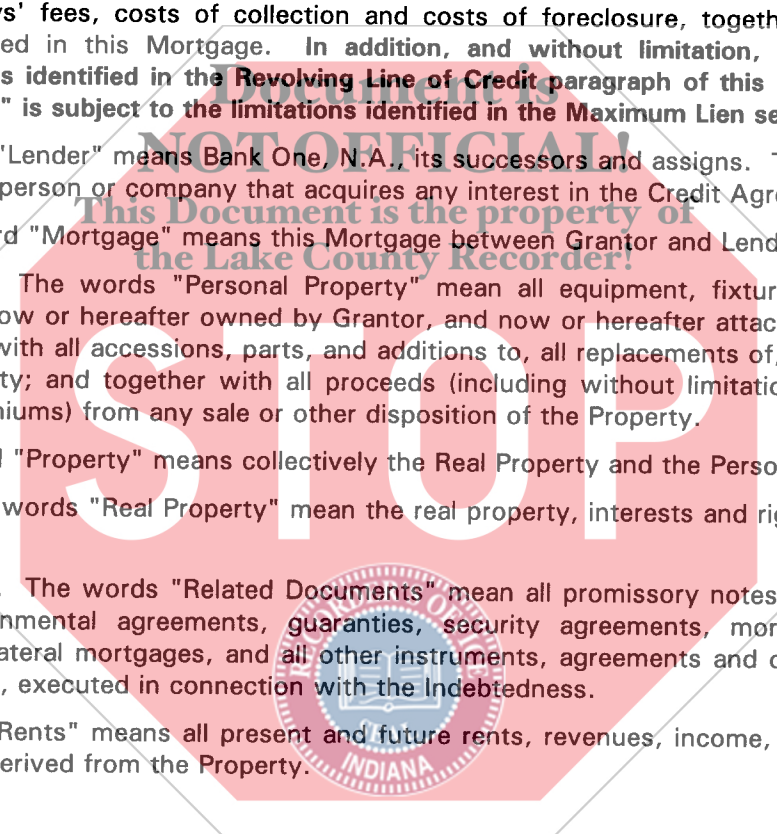 s' fees, costs of collection and costs of foreclosure, togeth
ed in this Mortgage. In addition, and without limitation,
s identified in the Revolving Line of Credit paragraph of this
Document is
" is subject to the limitations identified in the Maximum Lien se
NOT OFFICIAL!
"Lender" means Bank One, N.A., its successors and assigns. T
person or company that acquires any interest in the Credit Agre
This Document is the property of
d "Mortgage" means this Mortgage between Grantor and Lend
the Lake County Recorder!
The words "Personal Property" mean all equipment, fixtur
ow or hereafter owned by Grantor, and now or hereafter attac
with all accessions, parts, and additions to, all replacements of,
ty; and together with all proceeds (including without limitatio
niums) from any sale or other disposition of the Property.
STOP
"Property" means collectively the Real Property and the Perso
words "Real Property" mean the real property, interests and rig
. The words "Related Documents" mean all promissory notes
nmental agreements, guaranties, security agreements, mor
ateral mortgages, and all other instruments, agreements and d
, executed in connection with the Indebtedness.
RECORDER'S OFFICE
SEAL
INDIANA
Rents" means all present and future rents, revenues, income,
erived from the Property.